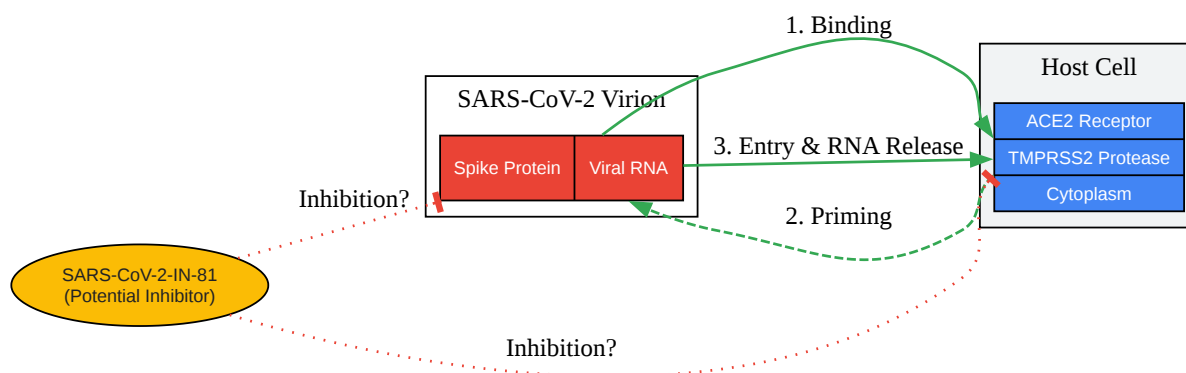 1. Binding
Host Cell
SARS-CoV-2 Virion
ACE2 Receptor
3. Entry & RNA Release
TMPRSS2 Protease
Spike Protein
Viral RNA
Cytoplasm
Inhibition?
2. Priming
SARS-CoV-2-IN-81
(Potential Inhibitor)
Inhibition?